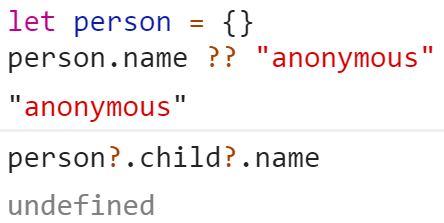 let person = {}
person.name ?? "anonymous"
"anonymous"
person?.child?.name
undefined